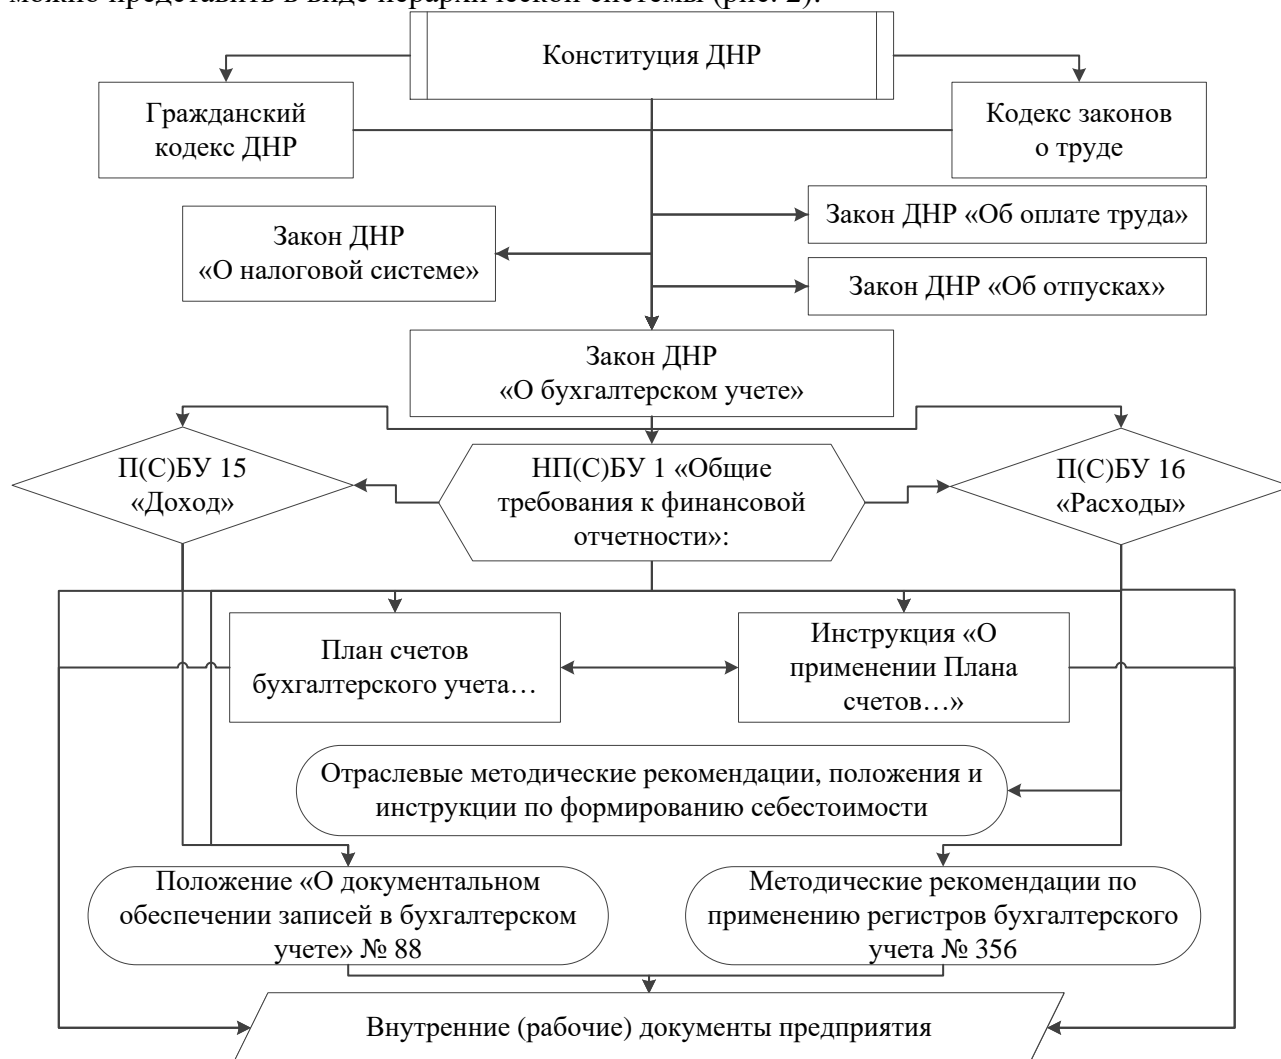 можно представить в виде иерархической системы (рис. 2).
Конституция ДНР
Гражданский
кодекс ДНР
Кодекс законов
о труде
Закон ДНР «Об оплате труда»
Закон ДНР
«О налоговой системе»
Закон ДНР «Об отпусках»
Закон ДНР
«О бухгалтерском учете»
П(С)БУ 15
«Доход»
НП(С)БУ 1 «Общие
требования к финансовой
отчетности»:
П(С)БУ 16
«Расходы»
План счетов
бухгалтерского учета…
Инструкция «О
применении Плана
счетов…»
Отраслевые методические рекомендации, положения и
инструкции по формированию себестоимости
Положение «О документальном
обеспечении записей в бухгалтерском
учете» № 88
Методические рекомендации по
применению регистров бухгалтерского
учета № 356
Внутренние (рабочие) документы предприятия